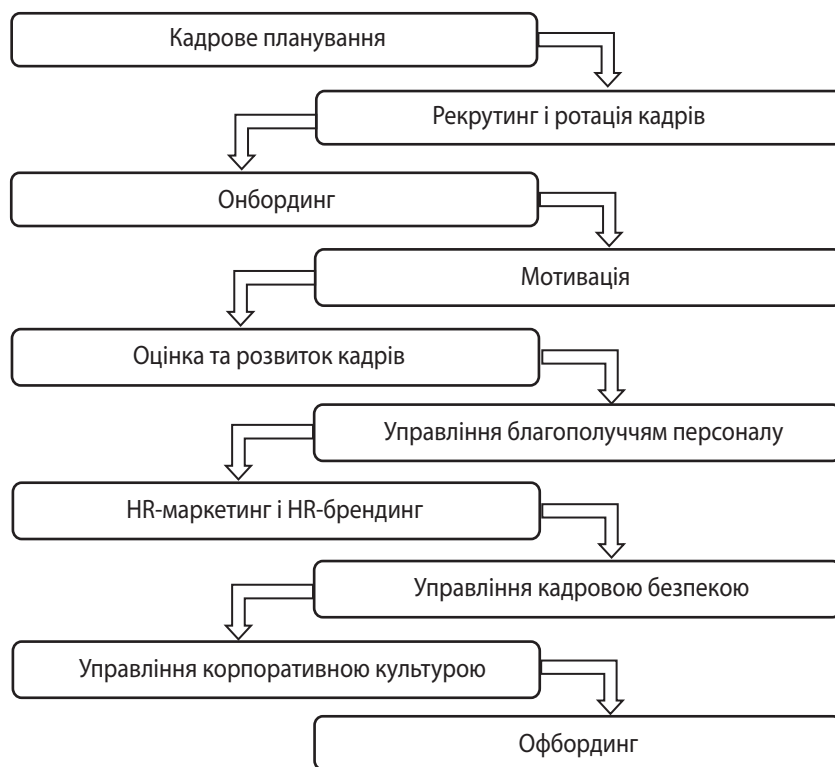 Кадрове планування
Рекрутинг і ротація кадрів
Онбординг
Мотивація
Оцінка та розвиток кадрів
Управління благополуччям персоналу
HR-маркетинг і HR-брендинг
Управління кадровою безпекою
Управління корпоративною культурою
Офбординг